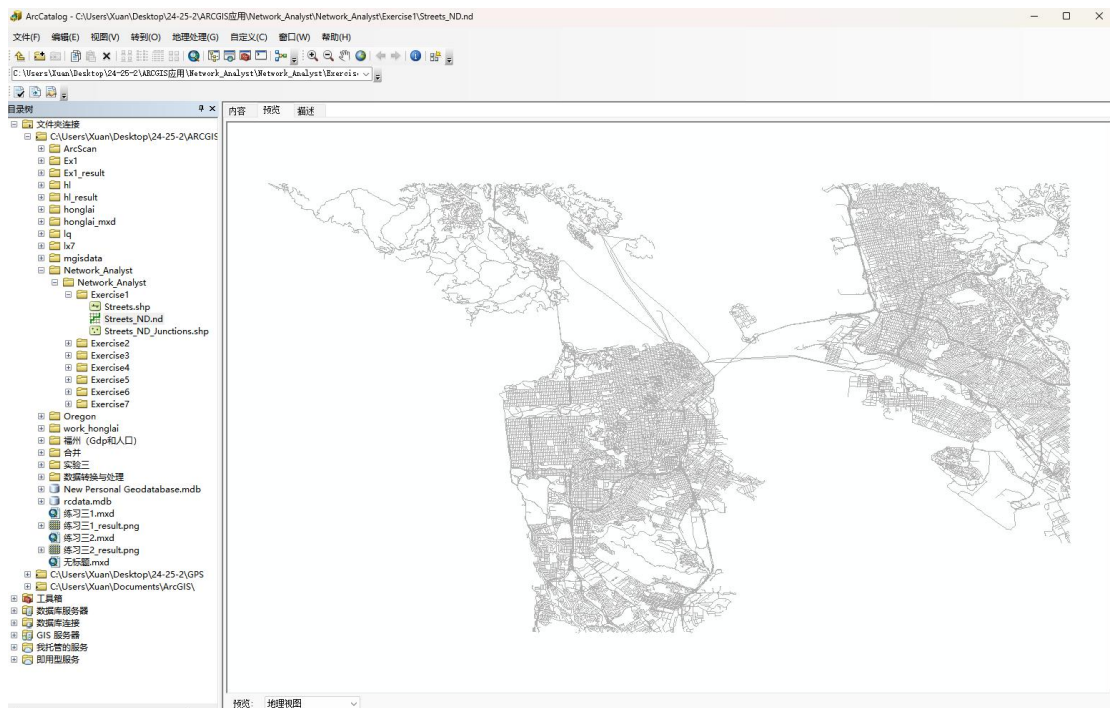 ArcCatalog - C:\Users\Xuan\Desktop\24-25-2\ARCGIS应用\Network_Analyst\Network_Analyst\Exercise1\Streets_ND.nd
文件(F) 编辑(E) 视图(V) 转到(O) 地理处理(G) 自定义(C) 窗口(W) 帮助(H)
C:\Users\Xuan\Desktop\24-25-2\ARCGIS应用\Network_Analyst\Network_Analyst\Exercis
目录树
内容 预览 描述
文件夹连接
C:\Users\Xuan\Desktop\24-25-2\ARCGIS
ArcScan
Ex1
Ex1_result
hl
hl_result
honglai
honglai_mxd
lq
lx7
mgisdata
Network_Analyst
Network_Analyst
Exercise1
Streets.shp
Streets_ND.nd
Streets_ND_Junctions.shp
Exercise2
Exercise3
Exercise4
Exercise5
Exercise6
Exercise7
Oregon
work_honglai
福州（Gdp和人口）
合并
实验三
数据转换与处理
New Personal Geodatabase.mdb
rcdata.mdb
练习三1.mxd
练习三1_result.png
练习三2.mxd
练习三2_result.png
无标题.mxd
C:\Users\Xuan\Desktop\24-25-2\GPS
C:\Users\Xuan\Documents\ArcGIS\
工具箱
数据库服务器
数据库连接
GIS 服务器
我托管的服务
即用型服务
预览: 地理视图